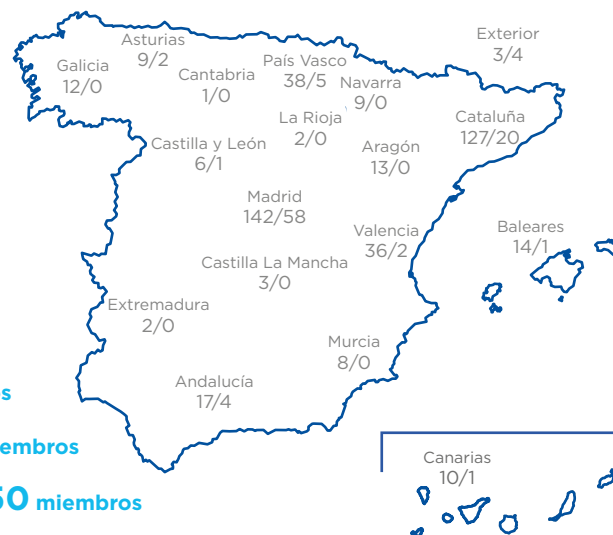 Asturias
9/2
Exterior
3/4
Galicia
12/0
Cantabria
1/0
País Vasco
38/5
Navarra
9/0
La Rioja
2/0
Cataluña
127/20
Castilla y León
6/1
Aragón
13/0
Madrid
142/58
Valencia
36/2
Baleares
14/1
Castilla La Mancha
3/0
Extremadura
2/0
Murcia
8/0
Andalucía
17/4
Canarias
10/1
miembros